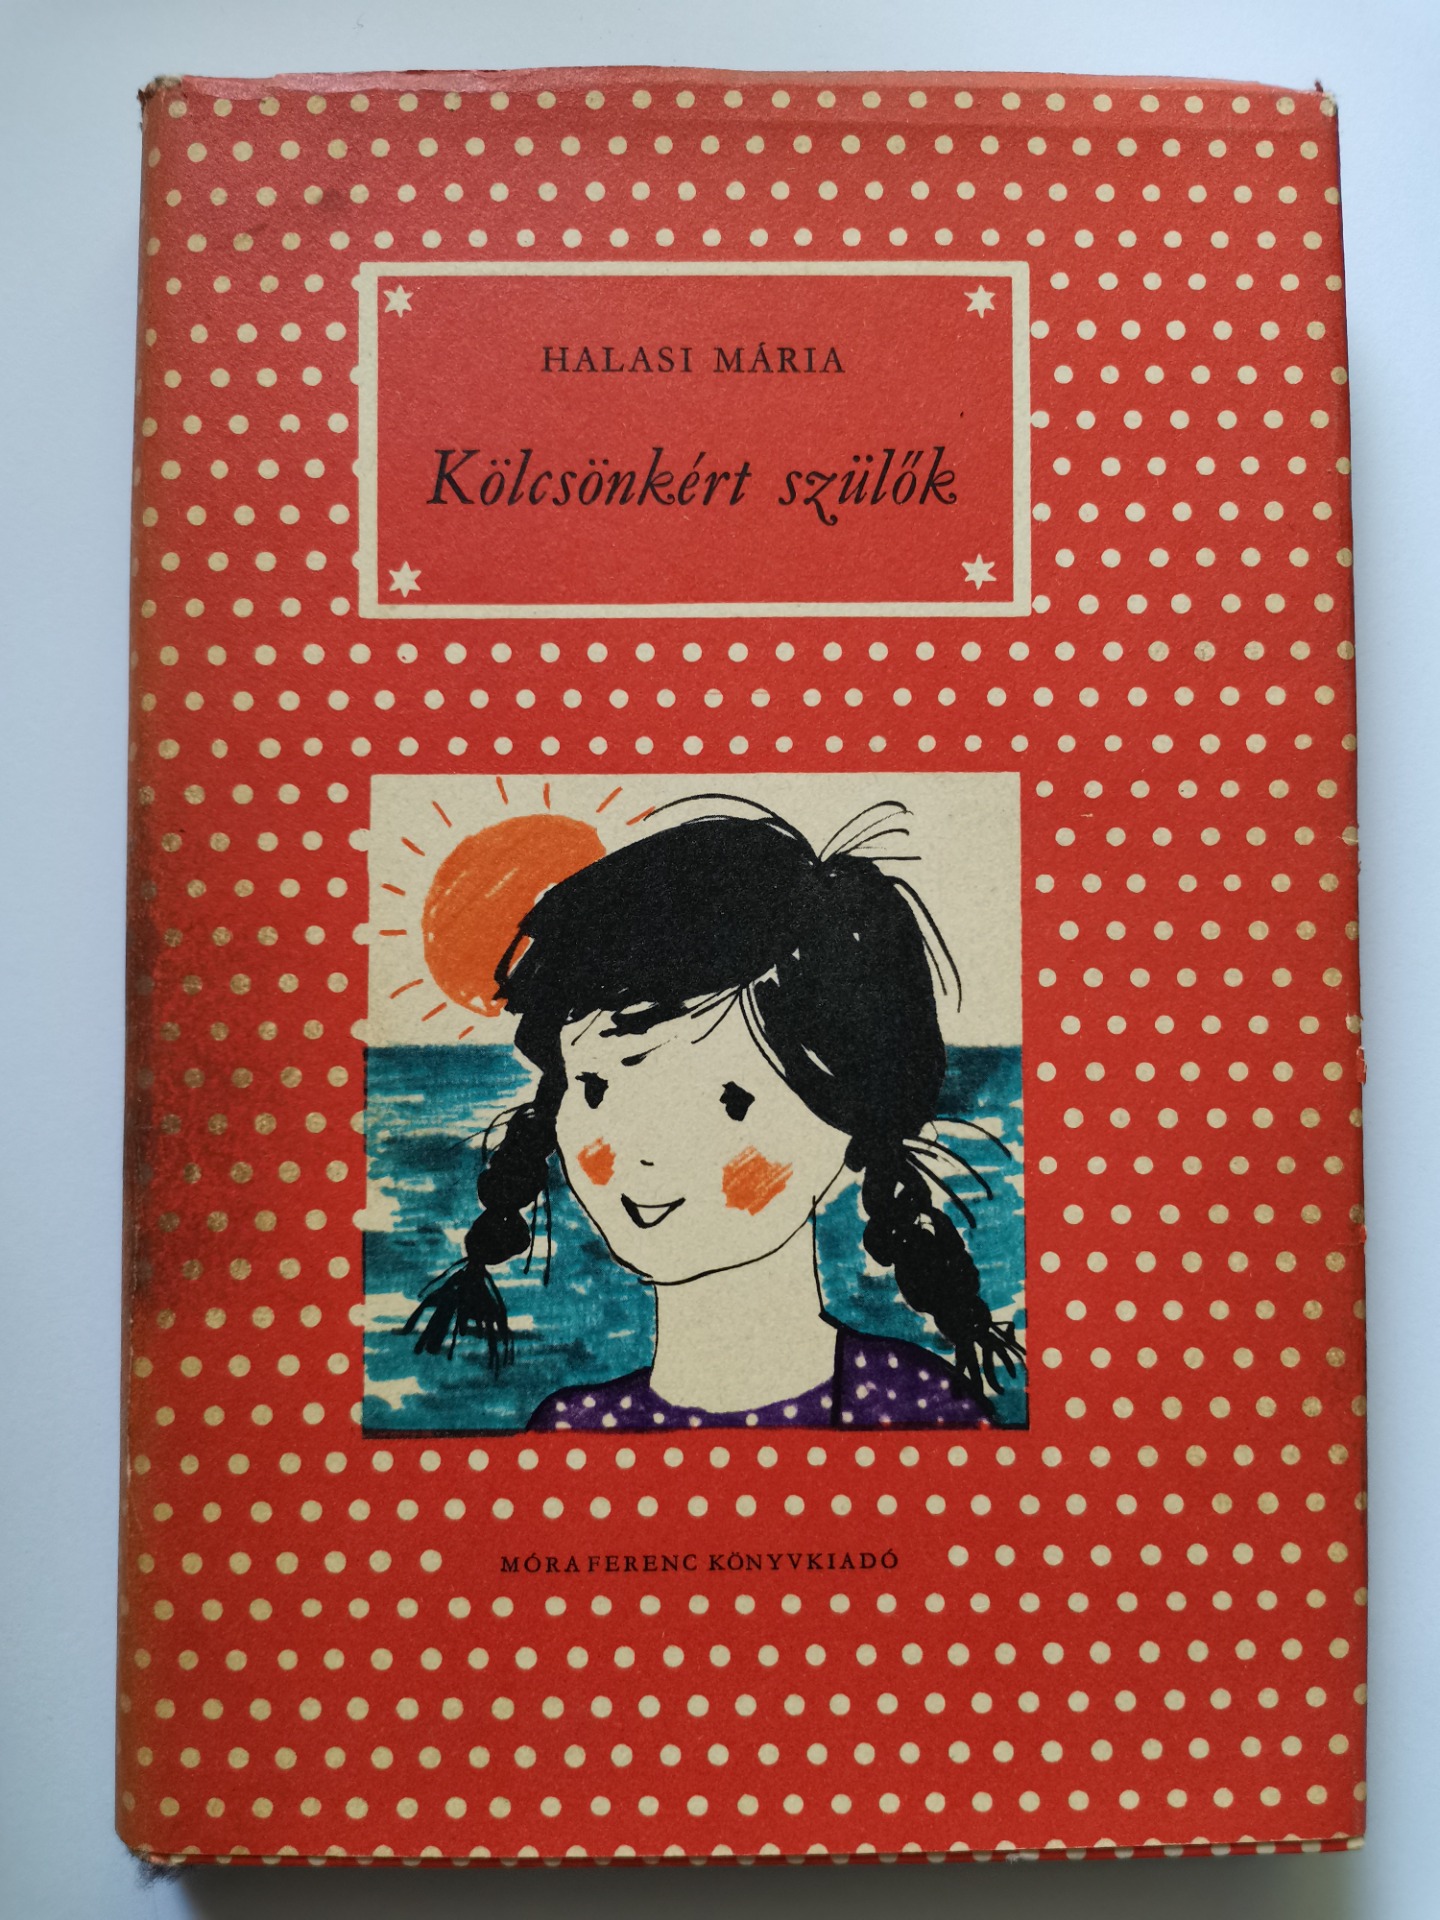 HALASI MÁRIA
Kölcsönkért szülők
MÓRA FERENC KÖNYVKIADÓ